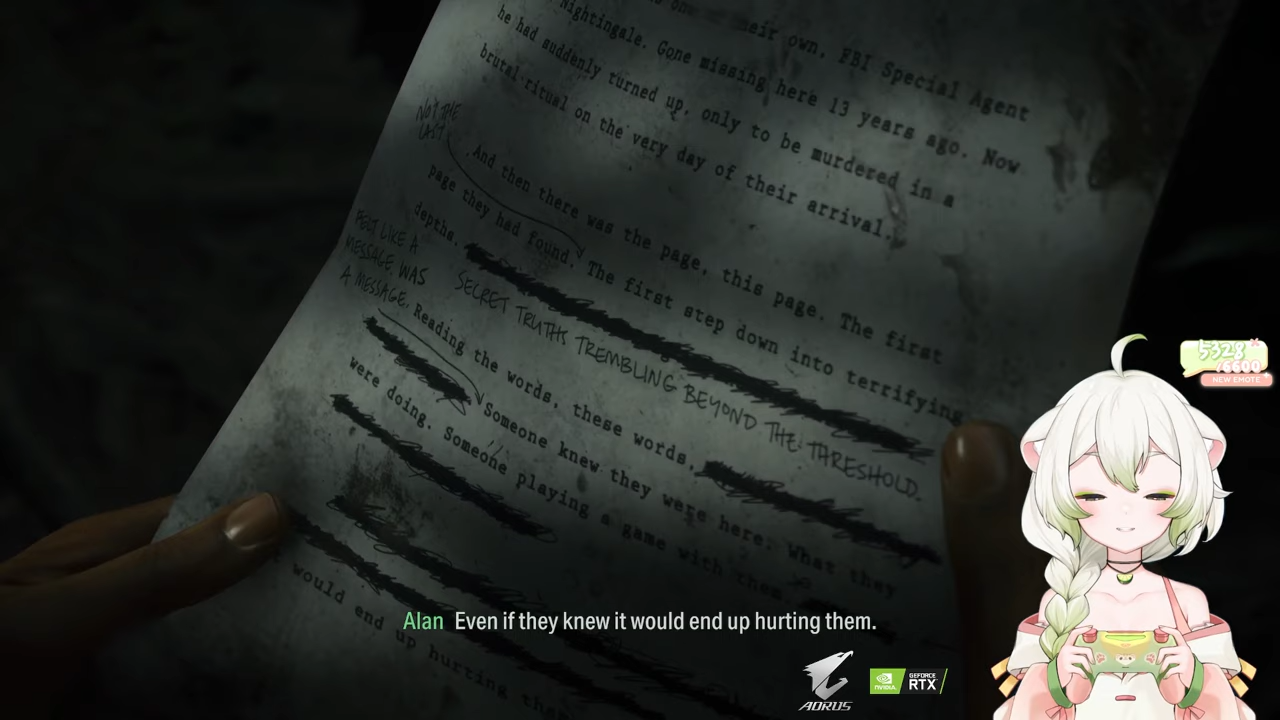 their own. FBI Special Agent
Nightingale. Gone missing here 13 years ago. Now
he had suddenly turned up, only to be murdered in a
brutal ritual on the very day of their arrival.
NOT THE
LAST
And then there was the page, this page. The first
page they had found. The first step down into terrifying
depths.
SECRET TRUTHS TREMBLING BEYOND THE THRESHOLD.
FELT LIKE A
MESSAGE. WAS
A MESSAGE.
Reading the words, these words,
Someone knew they were here. What they
were doing. Someone playing a game with them
would end up hurting them
Alan Even if they knew it would end up hurting them.
AORUS
NVIDIA
GEFORCE
RTX
5328
/6600
NEW EMOTE